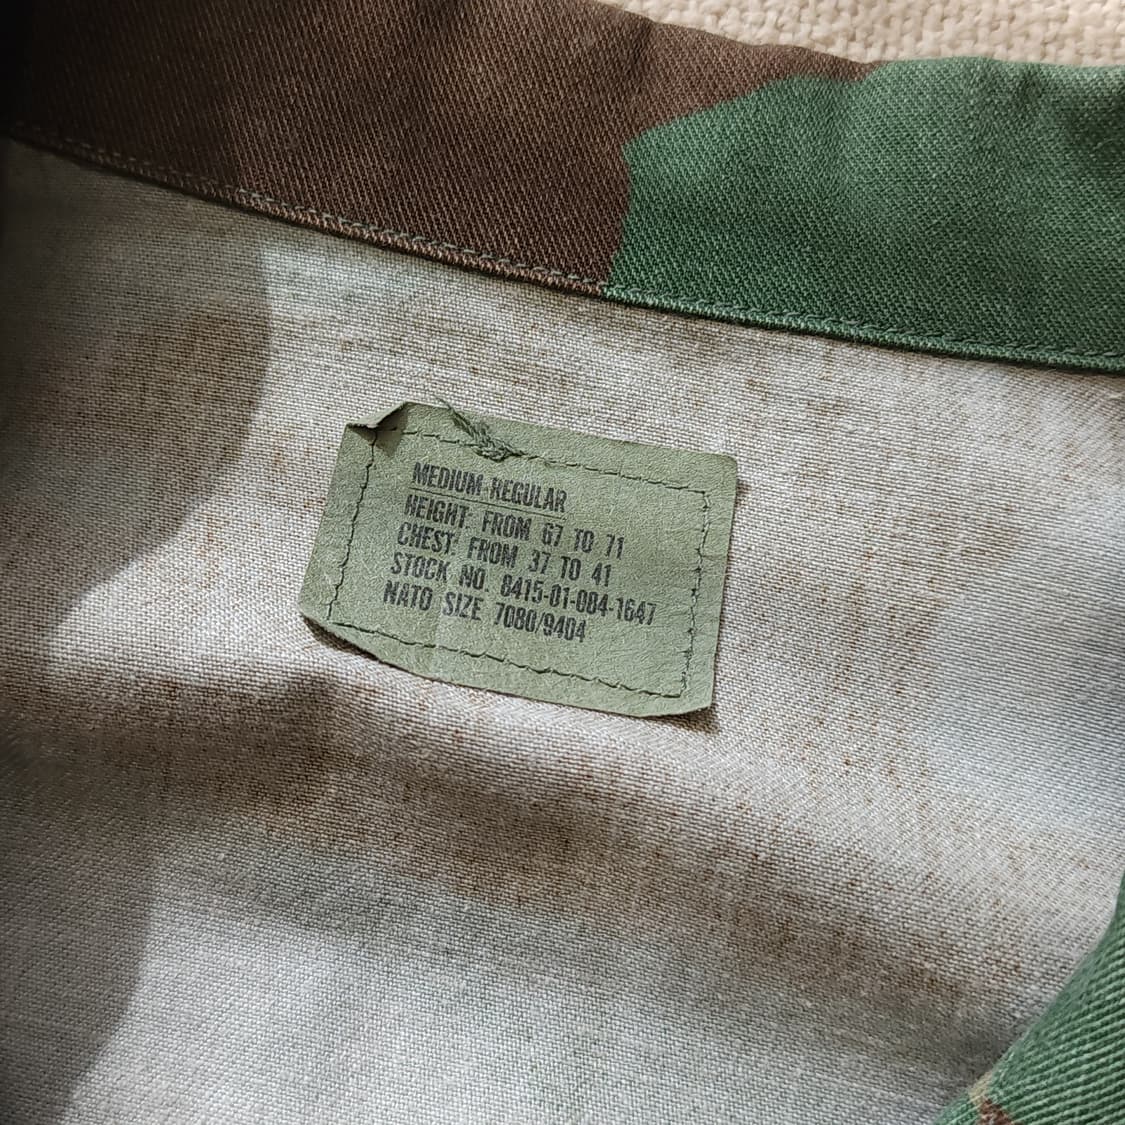 MEDIUM-REGULAR
HEIGHT: FROM 67 TO 71
CHEST: FROM 37 TO 41
STOCK NO. 8415-01-084-1647
NATO SIZE 7080/9404